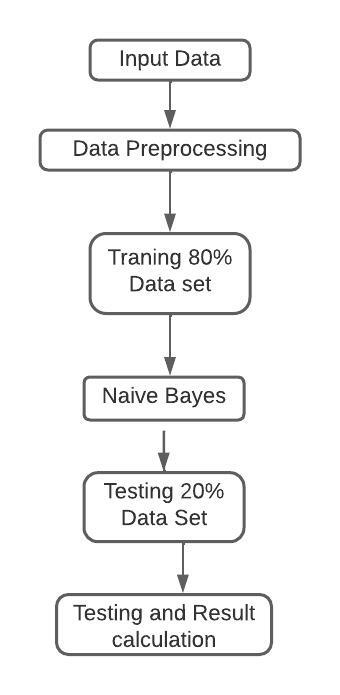 Input Data
Data Preprocessing
Traning 80%
Data set
Naive Bayes
Testing 20%
Data Set
Testing and Result
calculation